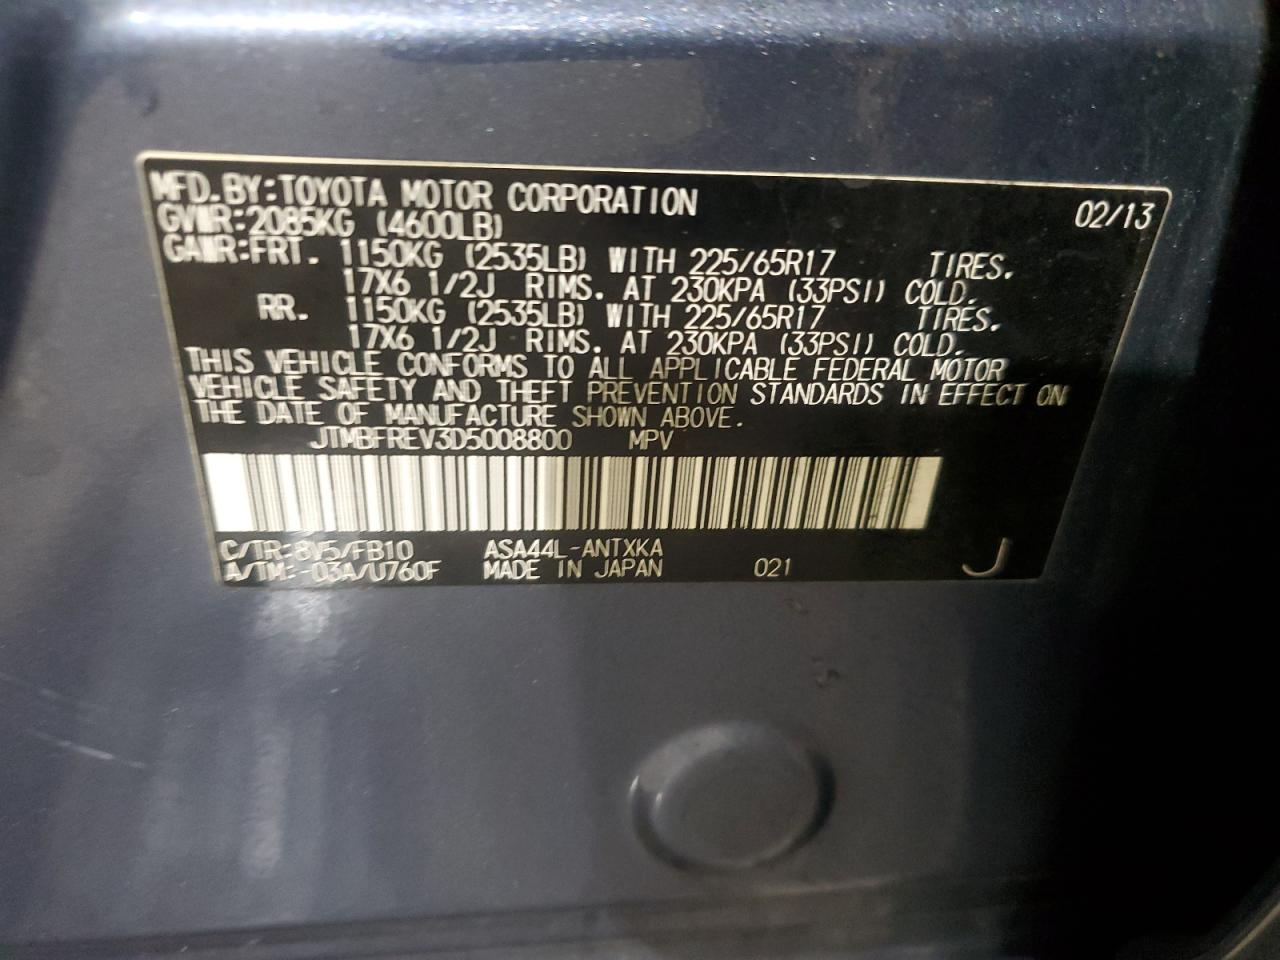 MFD. BY: TOYOTA MOTOR CORPORATION 02/13
GVWR: 2085KG (4600LB)
GAWR: FRT. 1150KG (2535LB) WITH 225/65R17 TIRES.
17X6 1/2J RIMS. AT 230KPA (33PSI) COLD.
RR. 1150KG (2535LB) WITH 225/65R17 TIRES.
17X6 1/2J RIMS. AT 230KPA (33PSI) COLD.
THIS VEHICLE CONFORMS TO ALL APPLICABLE FEDERAL MOTOR
VEHICLE SAFETY AND THEFT PREVENTION STANDARDS IN EFFECT ON
THE DATE OF MANUFACTURE SHOWN ABOVE.
JTMBFREV3D5008800 MPV
C/TR: 8V5/FB10 ASA44L-ANTXKA
A/TM: -03A/U760F MADE IN JAPAN 021 J